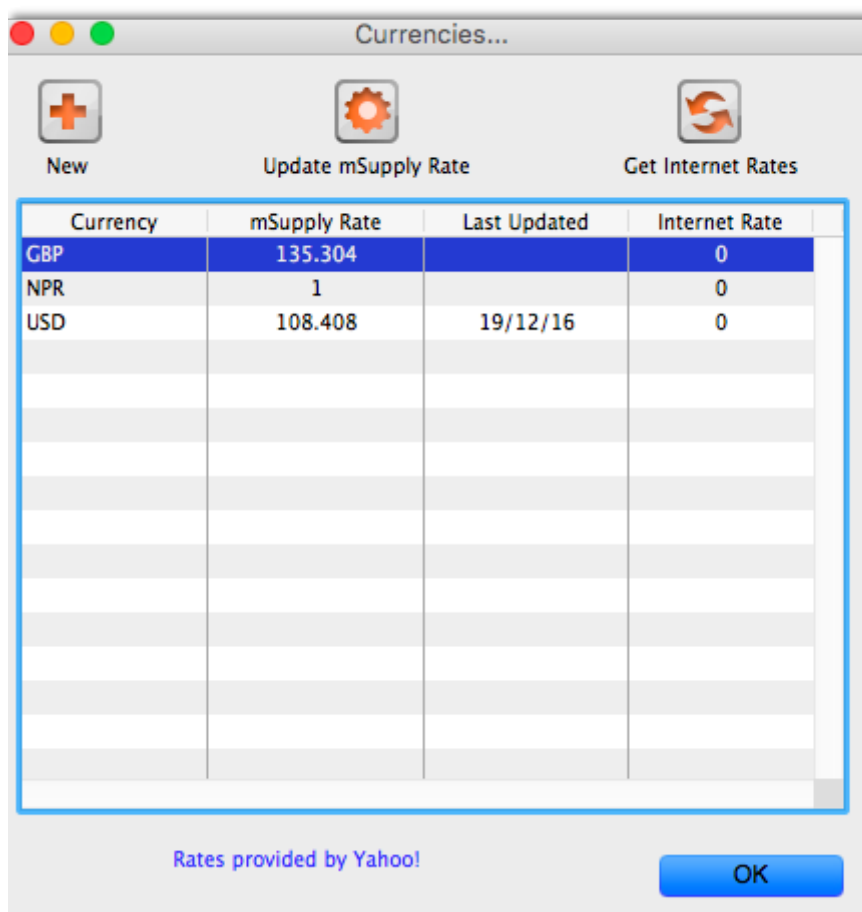 Currencies...
New Update mSupply Rate Get Internet Rates
Currency mSupply Rate Last Updated Internet Rate
GBP 135.304 0
NPR 1 0
USD 108.408 19/12/16 0
Rates provided by Yahoo!
OK